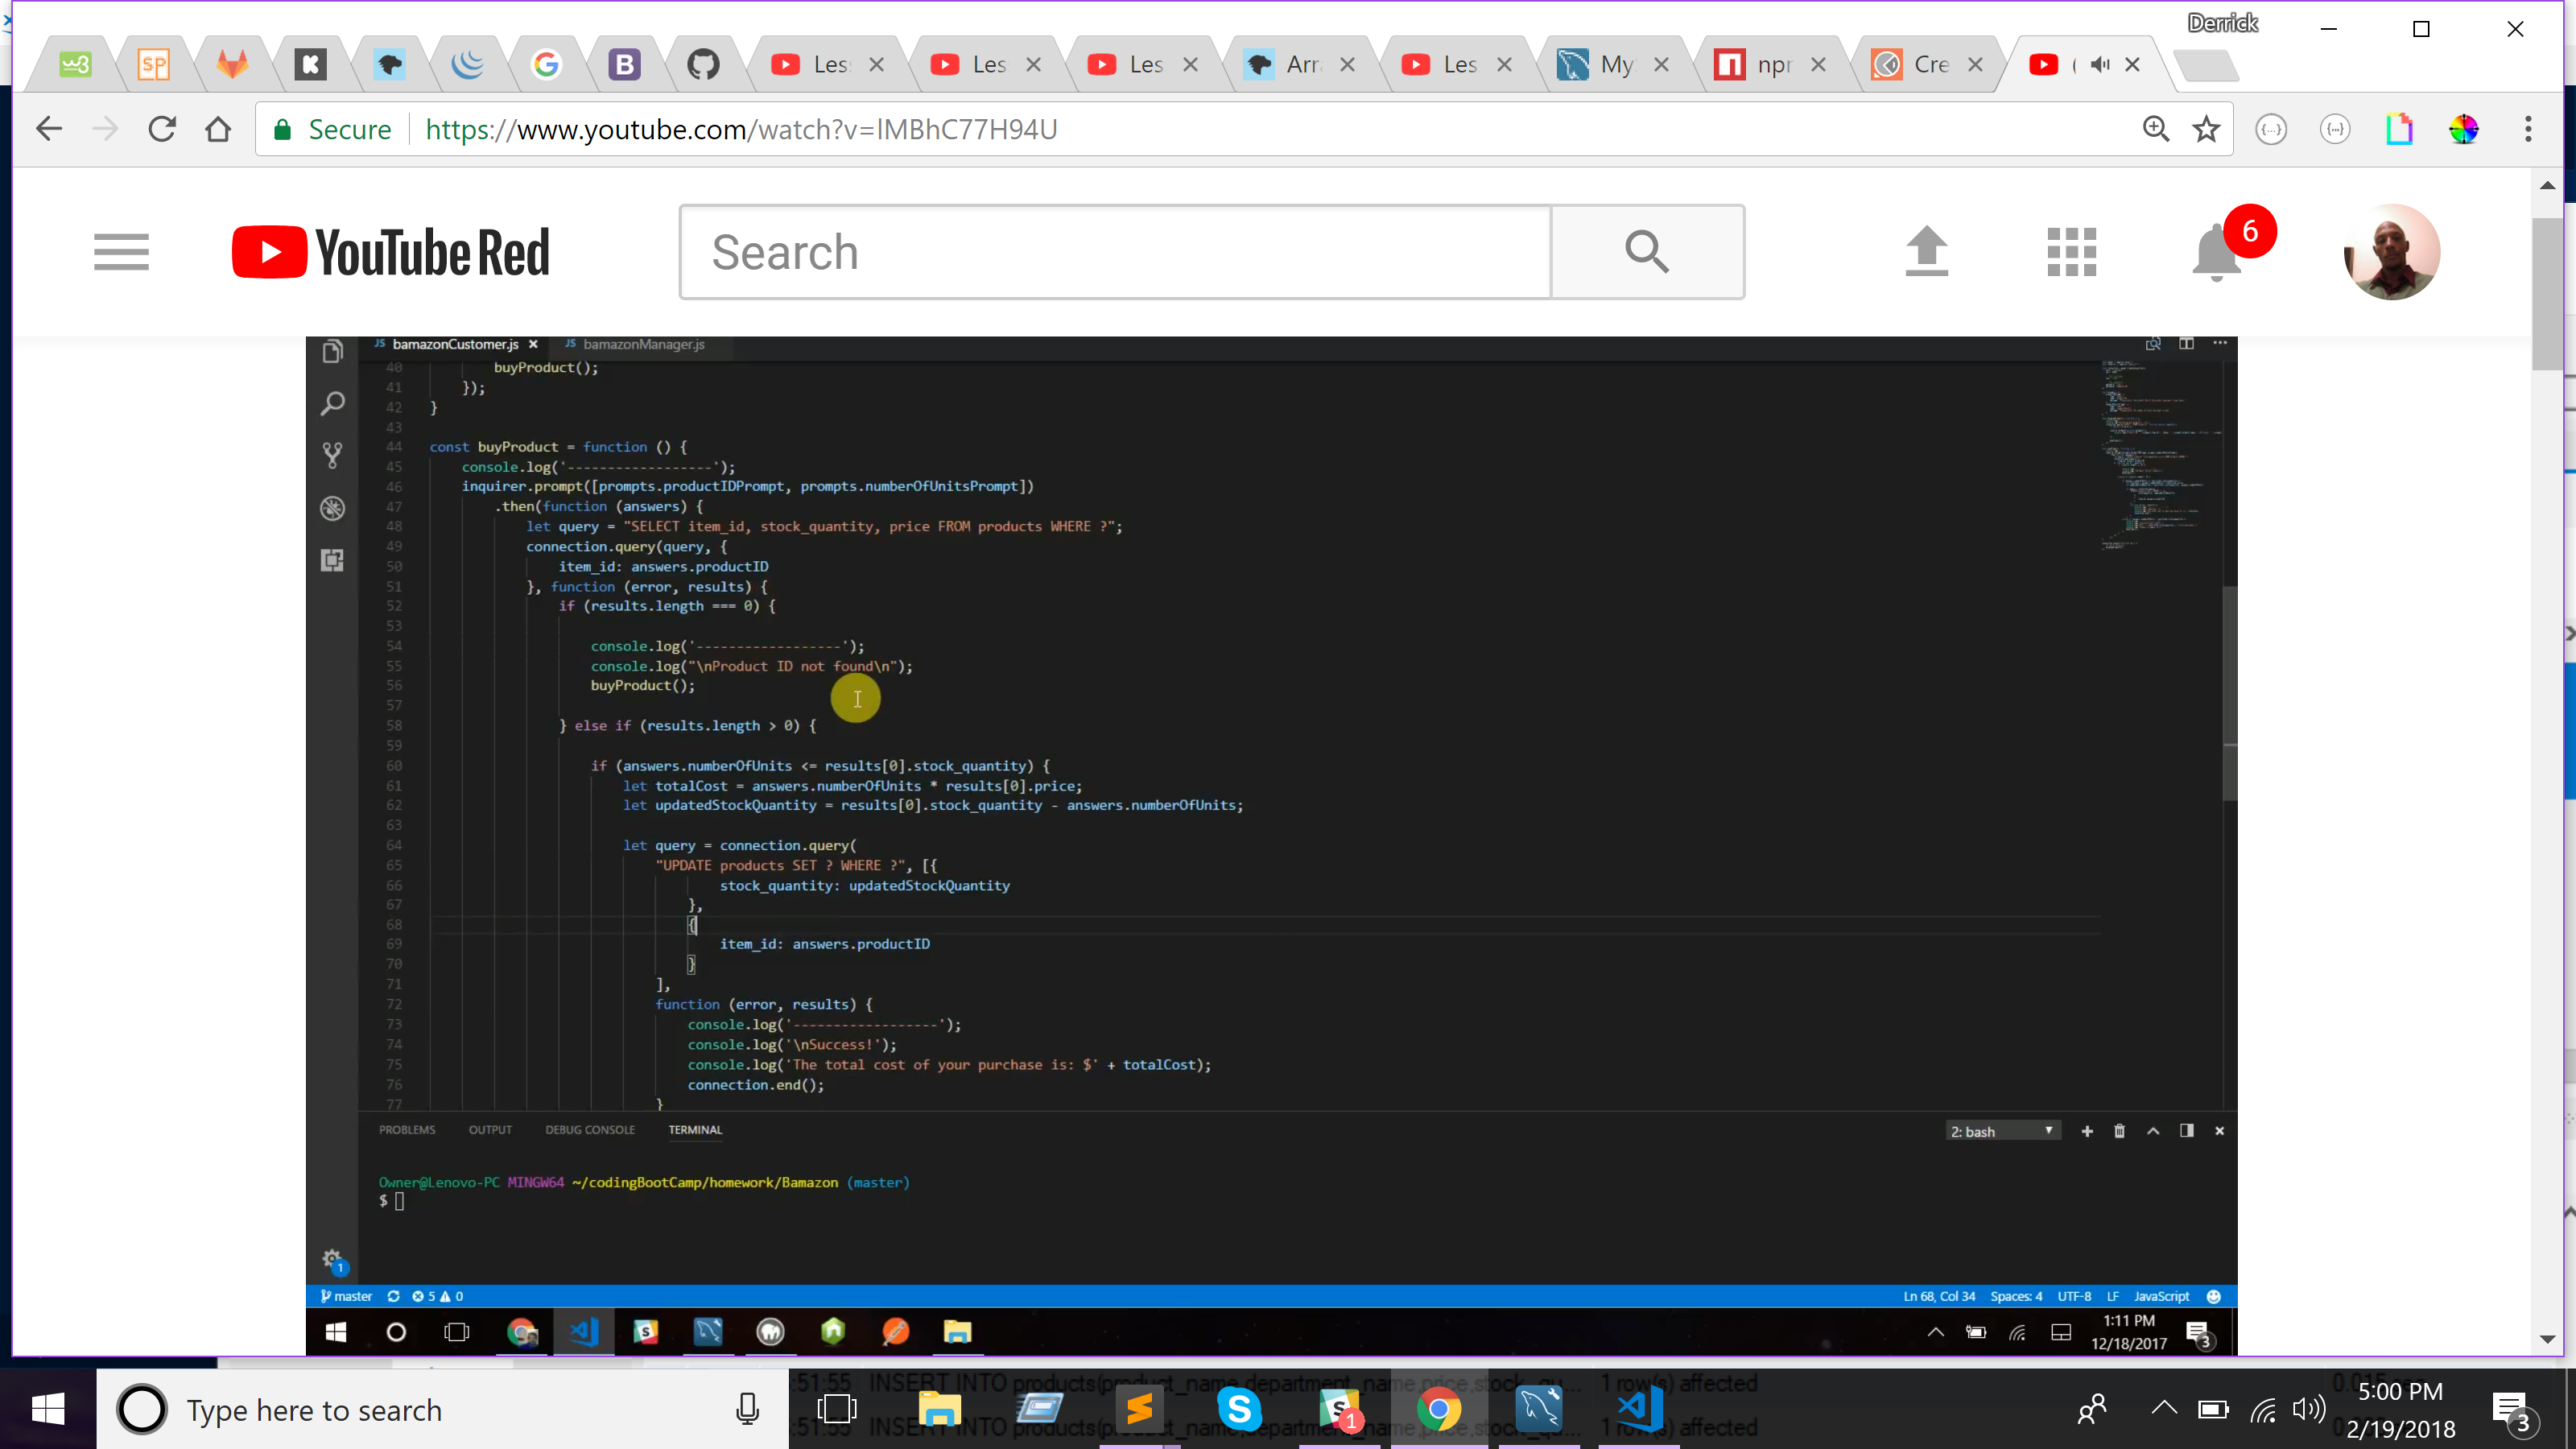 Derrick
Les
Les
Les
Arr
Les
My
npr
Cre
Secure
https://www.youtube.com/watch?v=lMBhC77H94U
YouTube Red
Search
6
JS bamazonCustomer.js
JS bamazonManager.js
40 buyProduct();
41 });
42 }
43
44 const buyProduct = function () {
45 console.log('------------------');
46 inquirer.prompt([prompts.productIDPrompt, prompts.numberOfUnitsPrompt])
47 .then(function (answers) {
48 let query = "SELECT item_id, stock_quantity, price FROM products WHERE ?";
49 connection.query(query, {
50 item_id: answers.productID
51 }, function (error, results) {
52 if (results.length === 0) {
53
54 console.log('------------------');
55 console.log("\nProduct ID not found\n");
56 buyProduct();
57
58 } else if (results.length > 0) {
59
60 if (answers.numberOfUnits <= results[0].stock_quantity) {
61 let totalCost = answers.numberOfUnits * results[0].price;
62 let updatedStockQuantity = results[0].stock_quantity - answers.numberOfUnits;
63
64 let query = connection.query(
65 "UPDATE products SET ? WHERE ?", [{
66 stock_quantity: updatedStockQuantity
67 },
68 {
69 item_id: answers.productID
70 }
71 ],
72 function (error, results) {
73 console.log('------------------');
74 console.log('\nSuccess!');
75 console.log('The total cost of your purchase is: $' + totalCost);
76 connection.end();
77 }
PROBLEMS OUTPUT DEBUG CONSOLE TERMINAL
2: bash
Owner@Lenovo-PC MINGW64 ~/codingBootCamp/homework/Bamazon (master)
$
1
master 5 0
Ln 68, Col 34 Spaces: 4 UTF-8 LF JavaScript
1:11 PM
12/18/2017
3
:51:55 INSERT INTO products(product_name,department_name,price,stock_qu... 1 row(s) affected
:51:55 INSERT INTO products(product_name,department_name,price,stock_qu... 1 row(s) affected
Type here to search
1
5:00 PM
2/19/2018
3